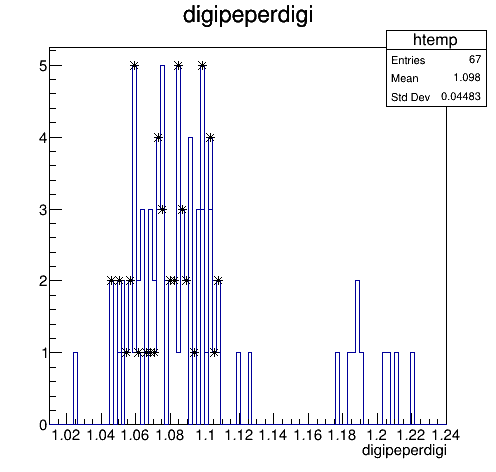 digipeperdigi
htemp
Entries 67
Mean 1.098
Std Dev 0.04483
5
4
3
2
1
0
1.02 1.04 1.06 1.08 1.1 1.12 1.14 1.16 1.18 1.2 1.22 1.24
digipeperdigi